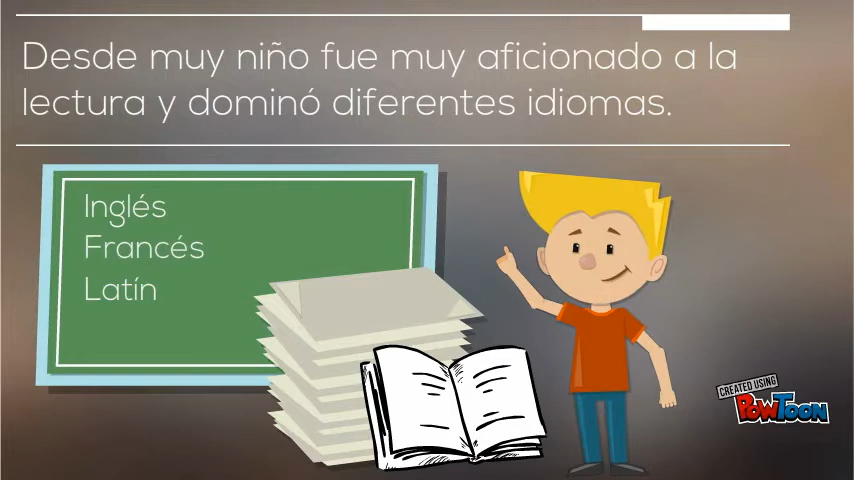 Desde muy niño fue muy aficionado a la
lectura y dominó diferentes idiomas.
Inglés
Francés
Latín
CREATED USING
POWTOON